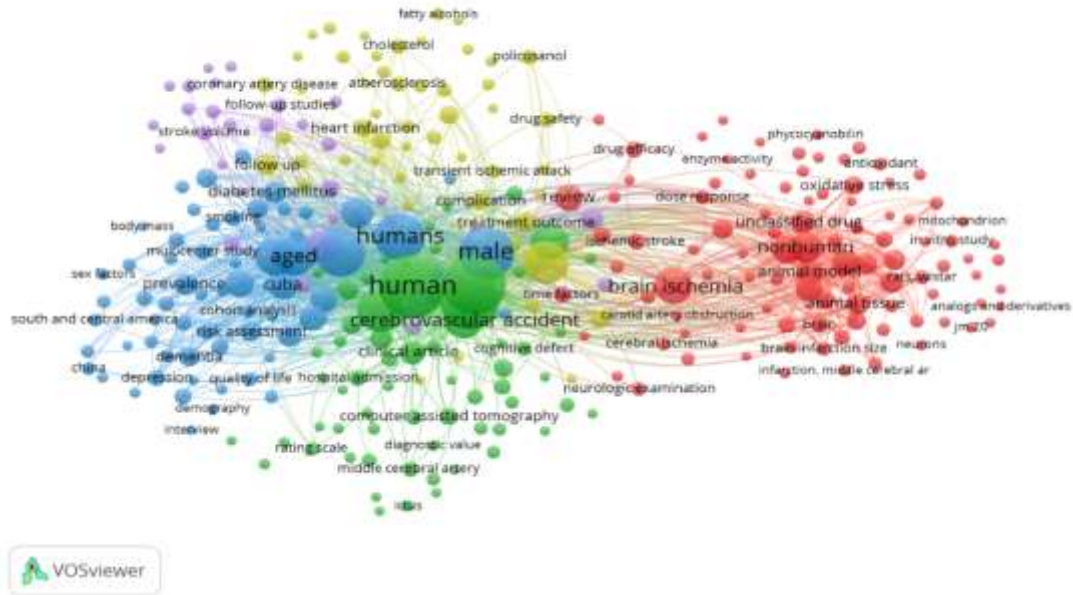 fatty alcohols
cholesterol
policosanol
coronary artery disease
atherosclerosis
follow-up studies
drug safety
stroke volume
heart infarction
phycocyanobilin
drug efficacy
enzyme activity
follow-up
transient ischemic attack
antioxidant
diabetes mellitus
complication
review
dose response
oxidative stress
smoking
treatment outcome
unclassified drug
mitochondrion
body mass
humans
ischemic stroke
nonhuman
in vitro study
multicenter study
aged
male
animal model
sex factors
prevalence
cuba
human
time factors
brain ischemia
rats, wistar
animal tissue
analogs and derivatives
cohort analysis
south and central america
risk assessment
cerebrovascular accident
carotid artery obstruction
brain
jm-20
clinical article
cognitive defect
cerebral ischemia
brain infarction size
neurons
dementia
china
depression
quality of life
hospital admission
neurologic examination
infarction, middle cerebral ar
demography
computer assisted tomography
interview
rating scale
diagnostic value
middle cerebral artery
ictus
VOSviewer